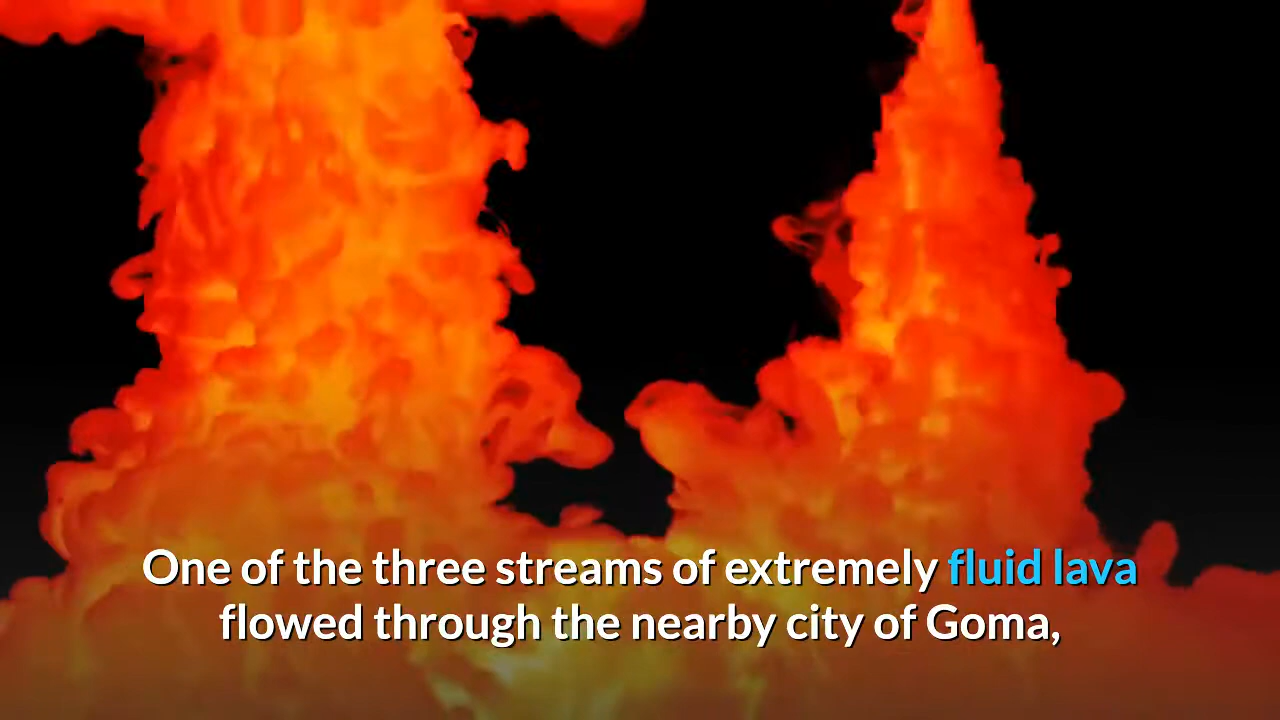 One of the three streams of extremely fluid lava
flowed through the nearby city of Goma,